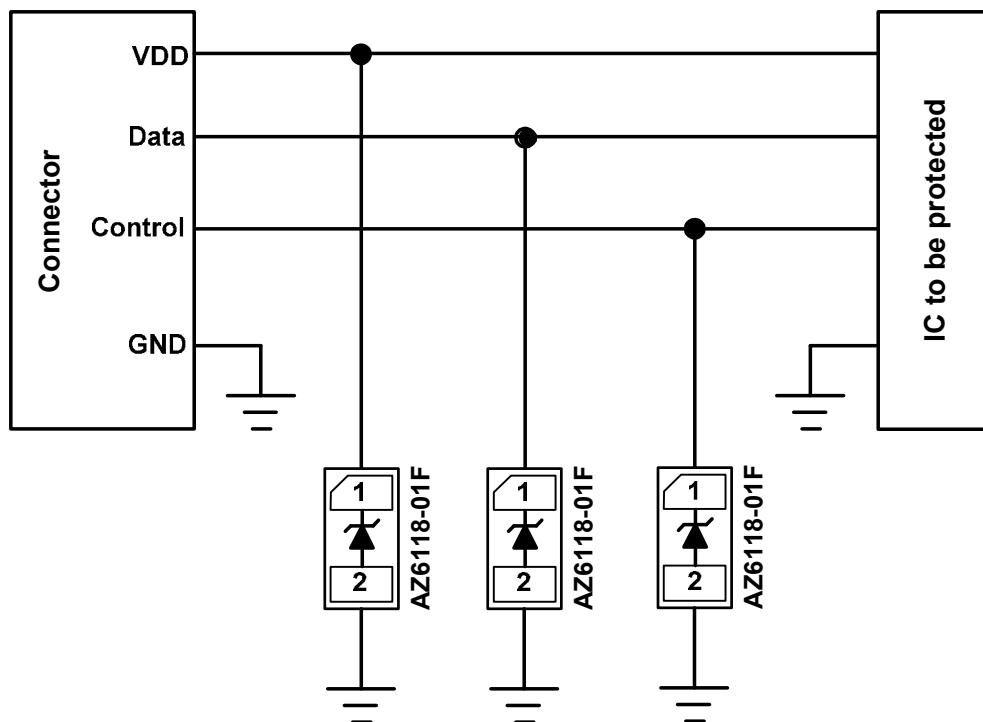 Connector
VDD
Data
Control
GND
IC to be protected
1
2
AZ6118-01F
1
2
AZ6118-01F
1
2
AZ6118-01F